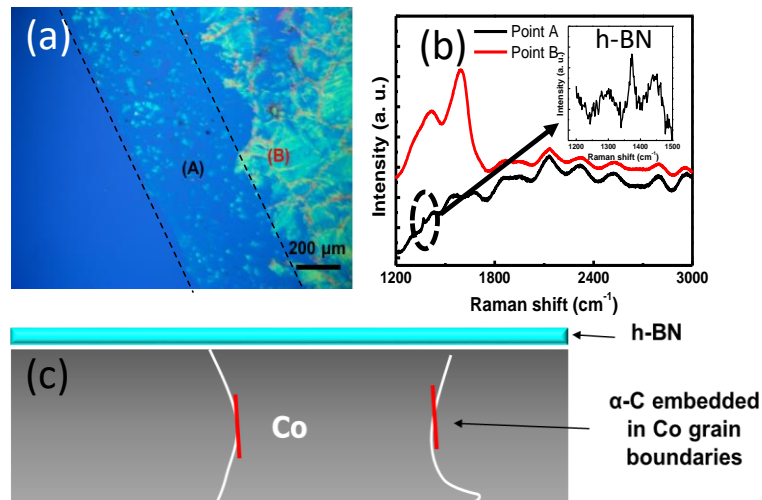 (a)
(A)
(B)
200 µm
(b)
Point A
Point B
h-BN
Intensity (a. u.)
1200 1300 1400 1500
Raman shift (cm-1)
Intensity (a. u.)
1200 1800 2400 3000
Raman shift (cm-1)
h-BN
(c)
Co
α-C embedded
in Co grain
boundaries